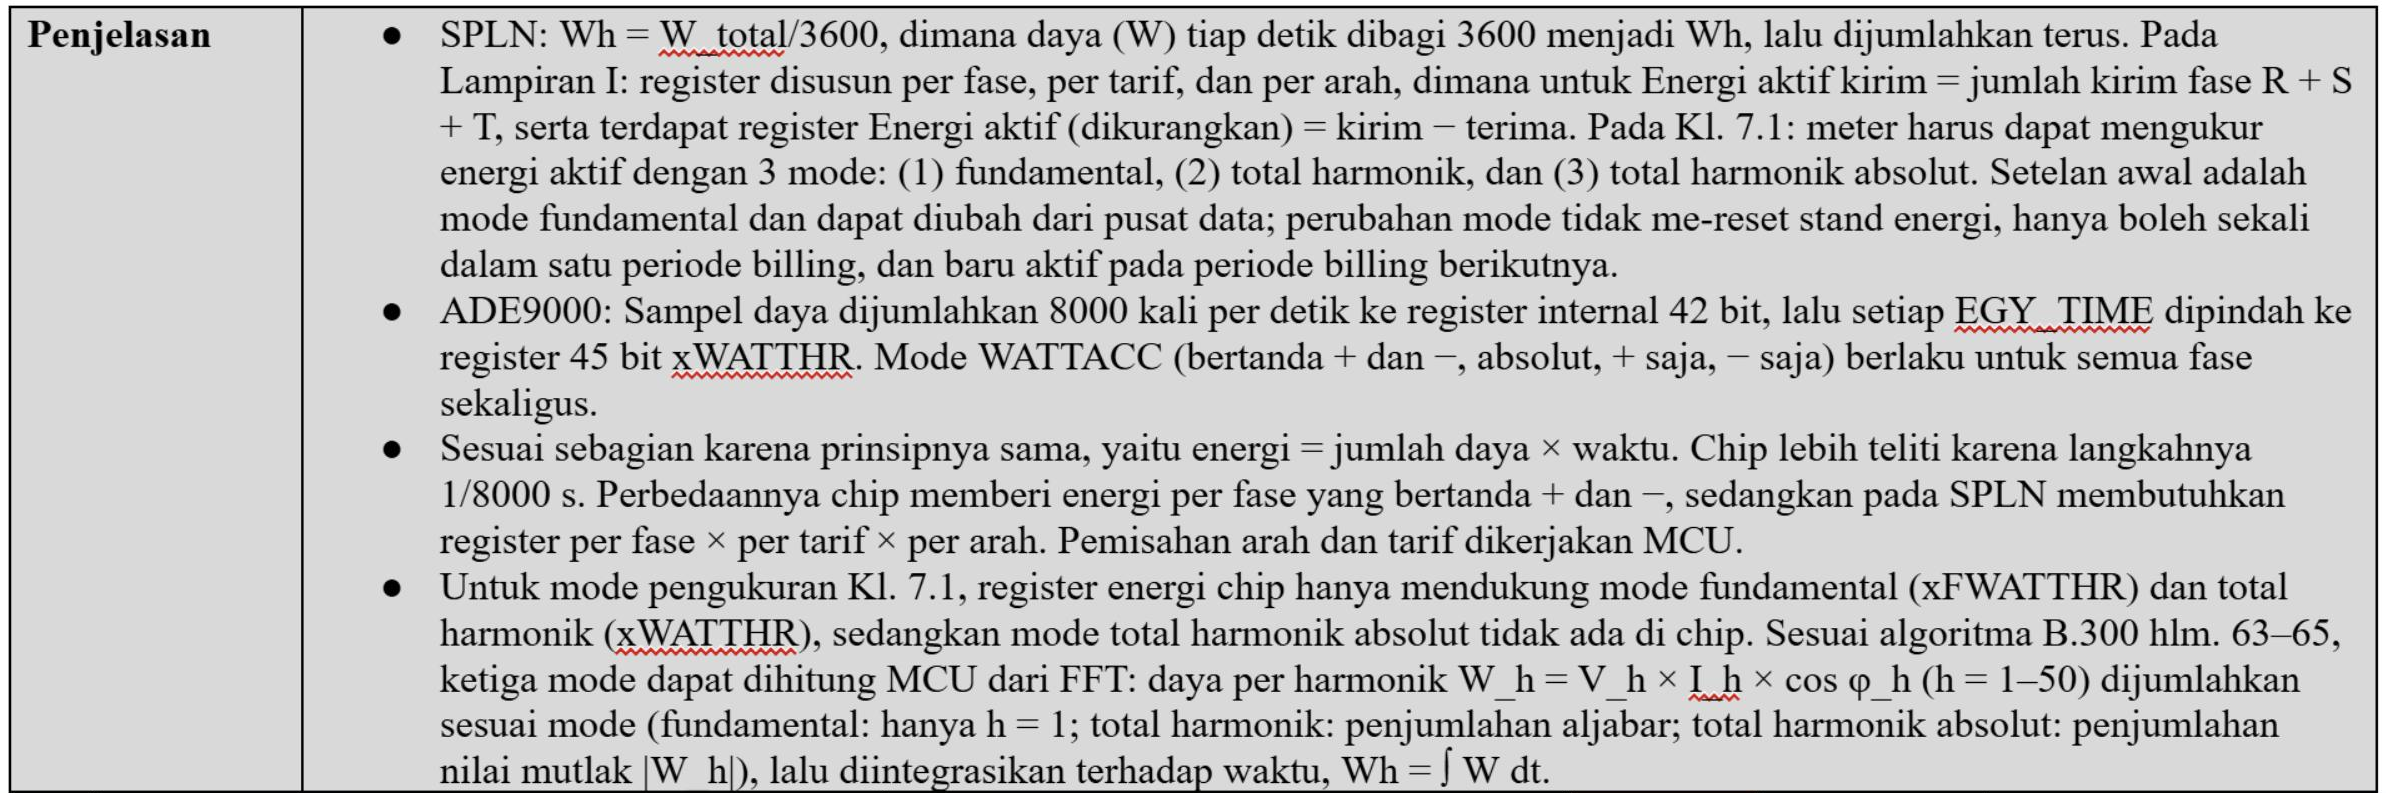 Penjelasan
● SPLN: Wh = W_total/3600, dimana daya (W) tiap detik dibagi 3600 menjadi Wh, lalu dijumlahkan terus. Pada
Lampiran I: register disusun per fase, per tarif, dan per arah, dimana untuk Energi aktif kirim = jumlah kirim fase R + S
+ T, serta terdapat register Energi aktif (dikurangkan) = kirim − terima. Pada Kl. 7.1: meter harus dapat mengukur
energi aktif dengan 3 mode: (1) fundamental, (2) total harmonik, dan (3) total harmonik absolut. Setelan awal adalah
mode fundamental dan dapat diubah dari pusat data; perubahan mode tidak me-reset stand energi, hanya boleh sekali
dalam satu periode billing, dan baru aktif pada periode billing berikutnya.
● ADE9000: Sampel daya dijumlahkan 8000 kali per detik ke register internal 42 bit, lalu setiap EGY_TIME dipindah ke
register 45 bit xWATTHR. Mode WATTACC (bertanda + dan −, absolut, + saja, − saja) berlaku untuk semua fase
sekaligus.
● Sesuai sebagian karena prinsipnya sama, yaitu energi = jumlah daya × waktu. Chip lebih teliti karena langkahnya
1/8000 s. Perbedaannya chip memberi energi per fase yang bertanda + dan −, sedangkan pada SPLN membutuhkan
register per fase × per tarif × per arah. Pemisahan arah dan tarif dikerjakan MCU.
● Untuk mode pengukuran Kl. 7.1, register energi chip hanya mendukung mode fundamental (xFWATTHR) dan total
harmonik (xWATTHR), sedangkan mode total harmonik absolut tidak ada di chip. Sesuai algoritma B.300 hlm. 63–65,
ketiga mode dapat dihitung MCU dari FFT: daya per harmonik W_h = V_h × I_h × cos φ_h (h = 1–50) dijumlahkan
sesuai mode (fundamental: hanya h = 1; total harmonik: penjumlahan aljabar; total harmonik absolut: penjumlahan
nilai mutlak |W_h|), lalu diintegrasikan terhadap waktu, Wh = ∫ W dt.